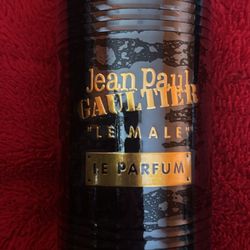 Jean Paul
GAULTIER
"LE MALE"
LE PARFUM